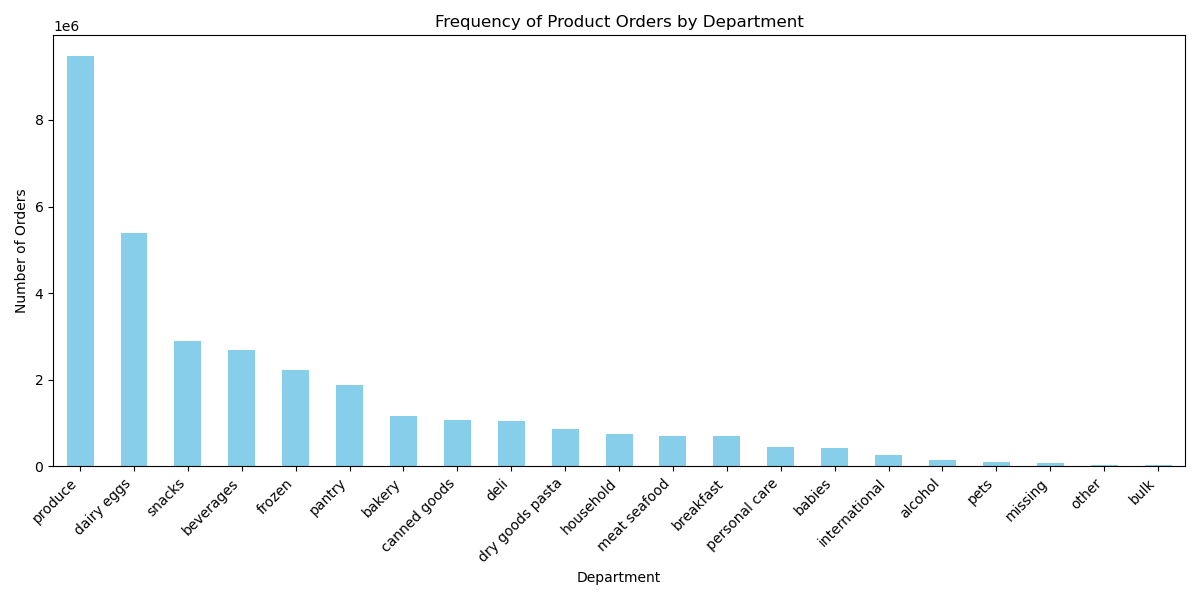 Frequency of Product Orders by Department
1e6
8
6
4
2
0
Number of Orders
produce
dairy eggs
snacks
beverages
frozen
pantry
bakery
canned goods
deli
dry goods pasta
household
meat seafood
breakfast
personal care
babies
international
alcohol
pets
missing
other
bulk
Department